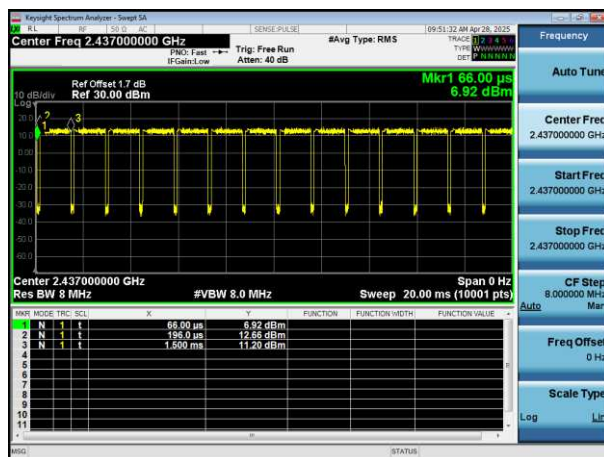 Keysight Spectrum Analyzer - Swept SA
RL RF 50 Ω AC SENSE:PULSE 09:51:32 AM Apr 28, 2025
Center Freq 2.437000000 GHz
PNO: Fast
IFGain:Low
Trig: Free Run
Atten: 40 dB
#Avg Type: RMS
TRACE 1 2 3 4 5 6
TYPE WWWWWW
DET P N N N N N
Ref Offset 1.7 dB
10 dB/div Ref 30.00 dBm
Log
Mkr1 66.00 µs
6.92 dBm
20.0
10.0
0.00
-10.0
-20.0
-30.0
-40.0
-50.0
-60.0
1
2
3
Center 2.437000000 GHz Span 0 Hz
Res BW 8 MHz #VBW 8.0 MHz Sweep 20.00 ms (10001 pts)
MKR MODE TRC SCL X Y FUNCTION FUNCTION WIDTH FUNCTION VALUE
1 N 1 t 66.00 µs 6.92 dBm
2 N 1 t 196.0 µs 12.66 dBm
3 N 1 t 1.500 ms 11.20 dBm
4
5
6
7
8
9
10
11
MSG STATUS
Frequency
Auto Tune
Center Freq
2.437000000 GHz
Start Freq
2.437000000 GHz
Stop Freq
2.437000000 GHz
CF Step
8.000000 MHz
Auto Man
Freq Offset
0 Hz
Scale Type
Log Lin